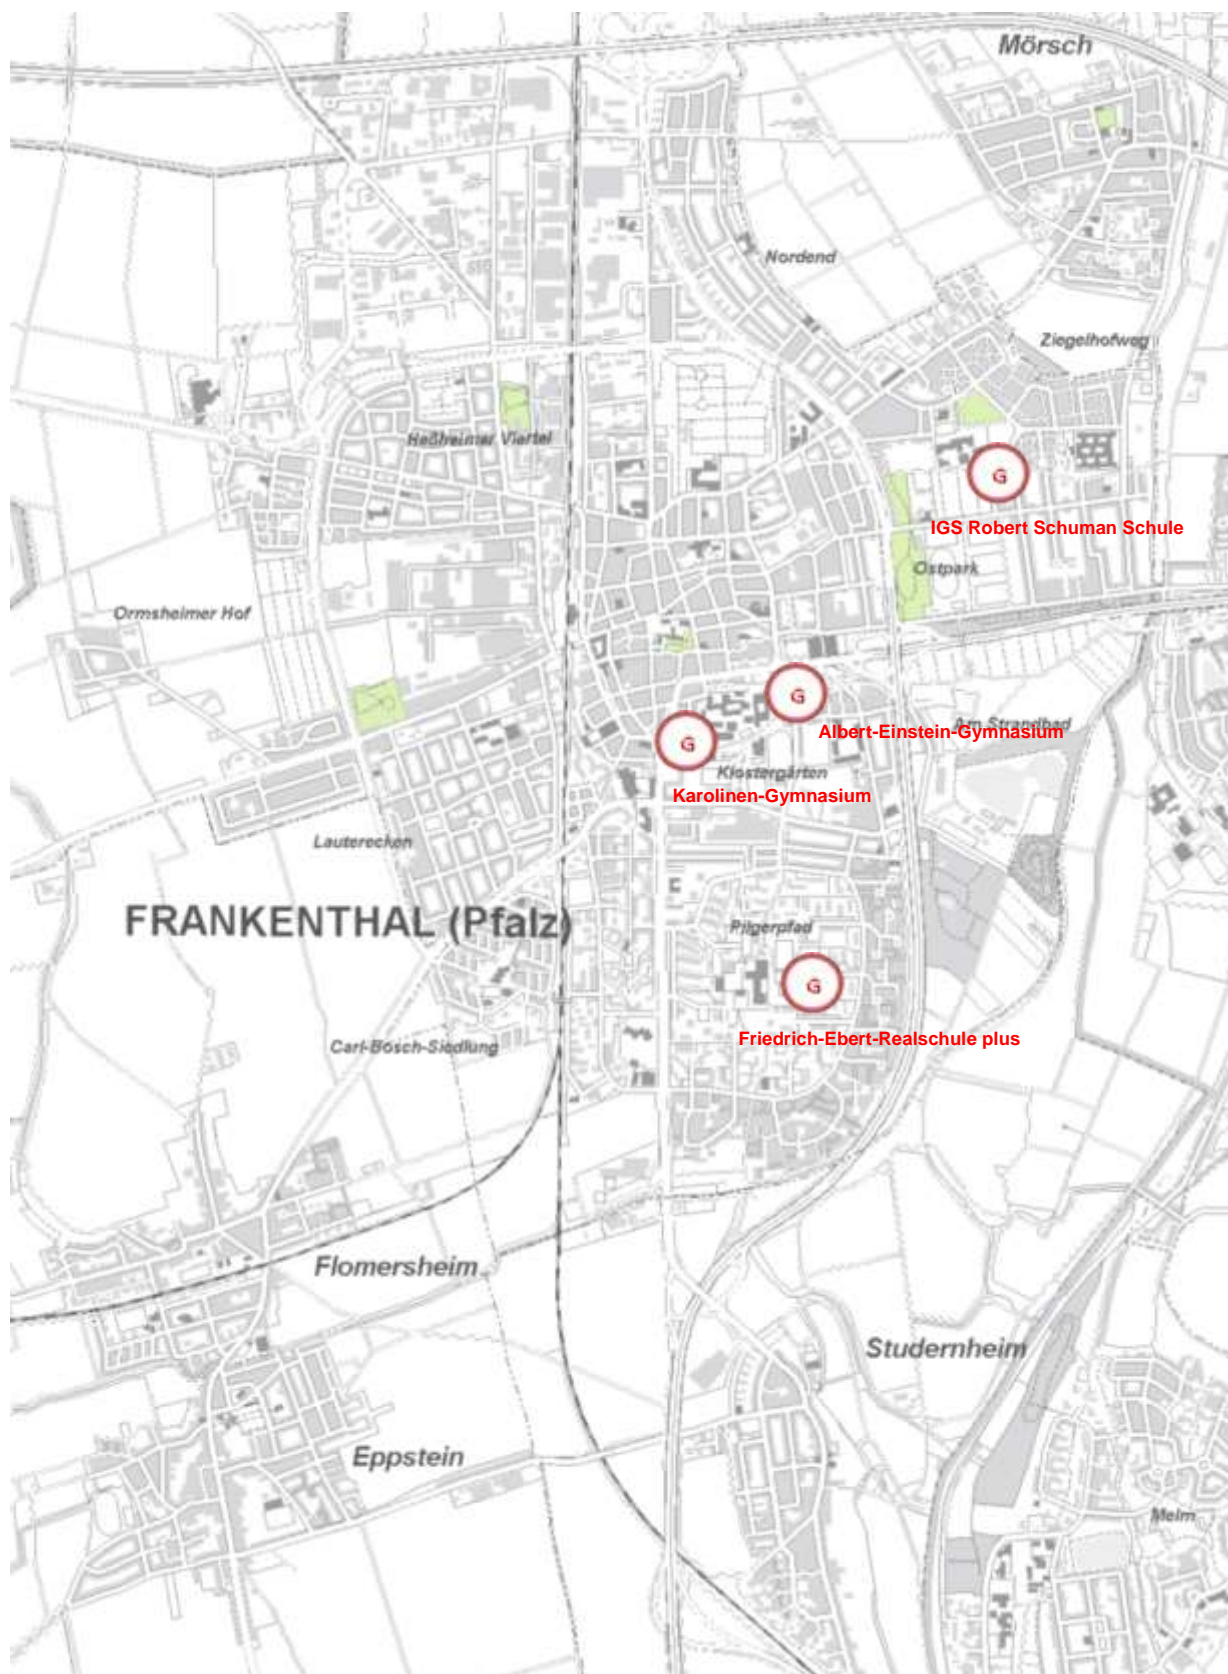 Mörsch
Nordend
Ziegelhofweg
Heßheimer Viertel
G
IGS Robert Schuman Schule
Ostpark
Ormsheimer Hof
G
Am Strandbad
Albert-Einstein-Gymnasium
G
Klostergärten
Karolinen-Gymnasium
Lauterecken
FRANKENTHAL (Pfalz)
Pilgerpfad
G
Friedrich-Ebert-Realschule plus
Carl-Bosch-Siedlung
Flomersheim
Studernheim
Eppstein
Melm